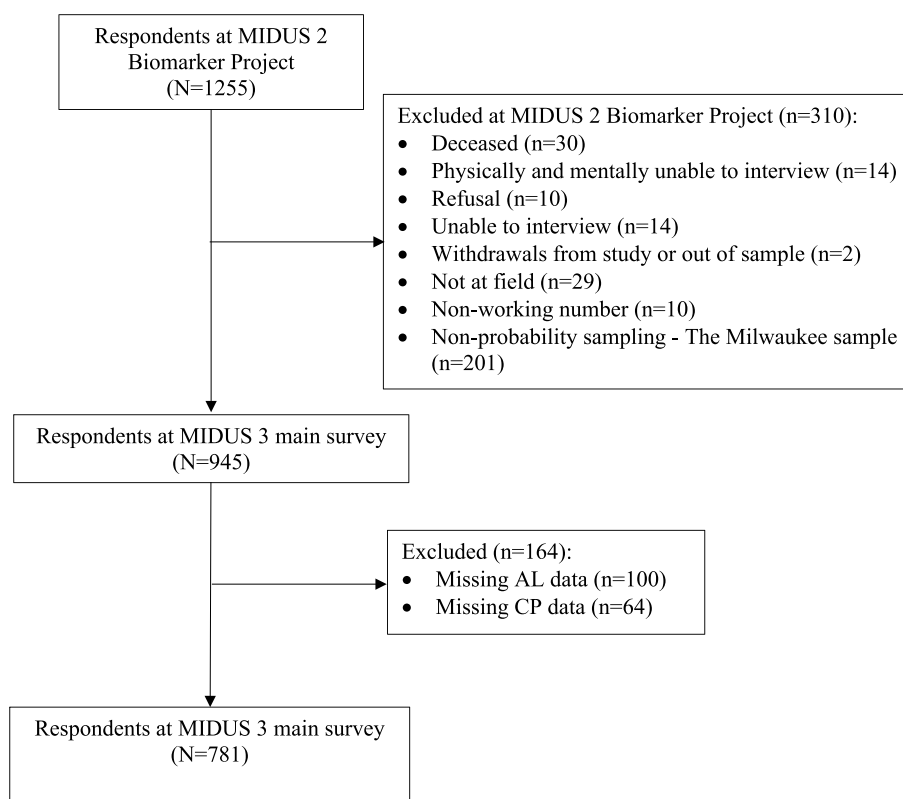 Respondents at MIDUS 2
Biomarker Project
(N=1255)
Excluded at MIDUS 2 Biomarker Project (n=310):
• Deceased (n=30)
• Physically and mentally unable to interview (n=14)
• Refusal (n=10)
• Unable to interview (n=14)
• Withdrawals from study or out of sample (n=2)
• Not at field (n=29)
• Non-working number (n=10)
• Non-probability sampling - The Milwaukee sample
(n=201)
Respondents at MIDUS 3 main survey
(N=945)
Excluded (n=164):
• Missing AL data (n=100)
• Missing CP data (n=64)
Respondents at MIDUS 3 main survey
(N=781)